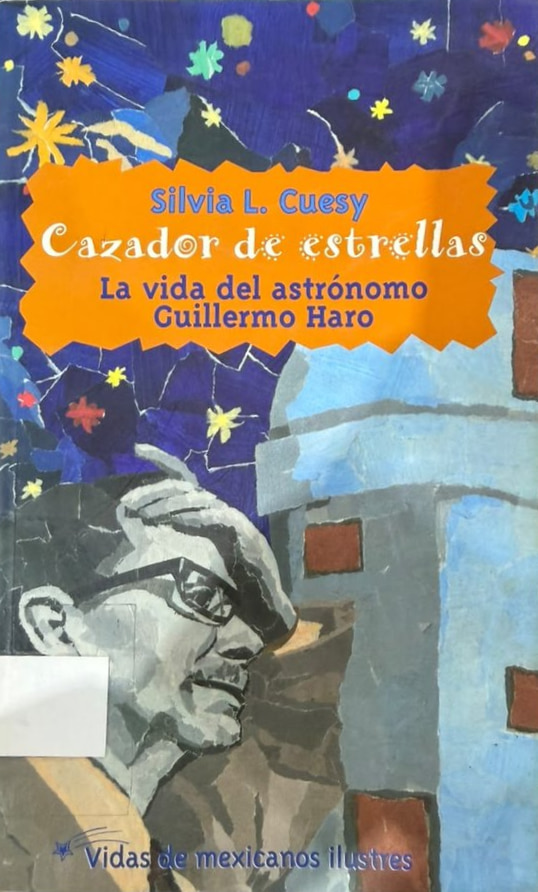 Silvia L. Cuesy
Cazador de estrellas
La vida del astrónomo
Guillermo Haro
Vidas de mexicanos ilustres